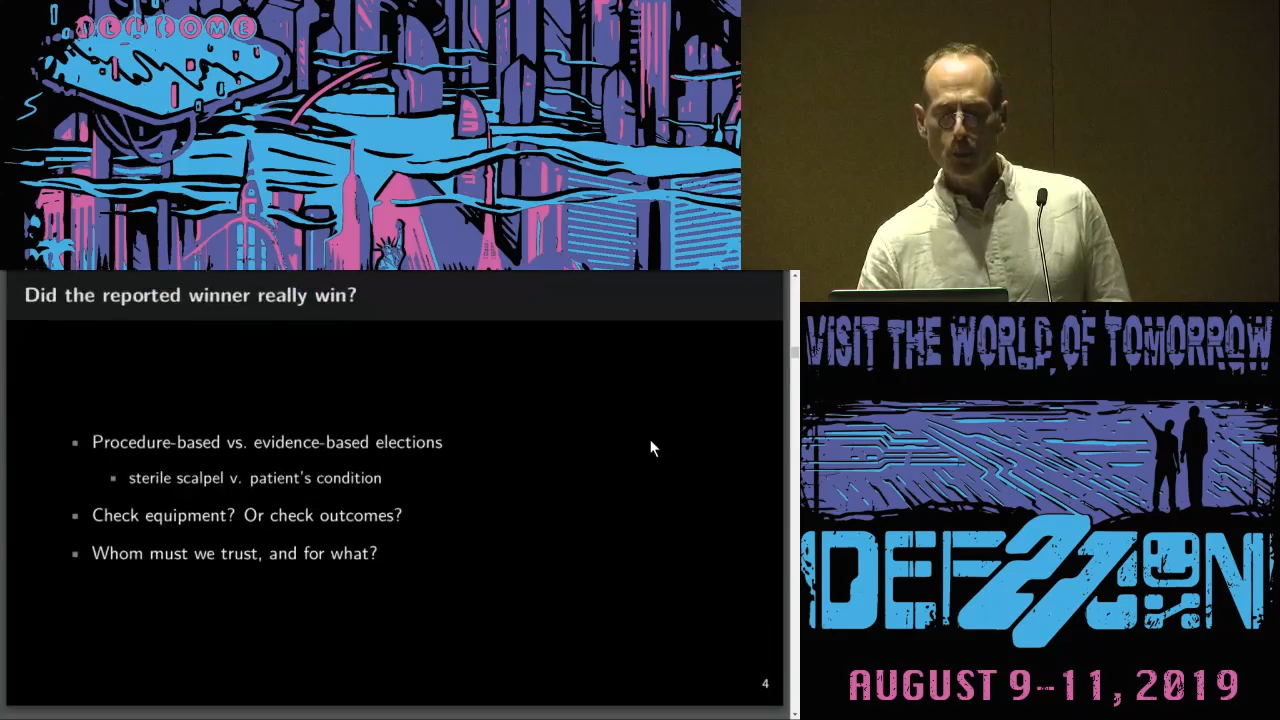 WELCOME
Did the reported winner really win?
Procedure-based vs. evidence-based elections
sterile scalpel v. patient's condition
Check equipment? Or check outcomes?
Whom must we trust, and for what?
4
VISIT THE WORLD OF TOMORROW
DEF27CON
AUGUST 9-11, 2019